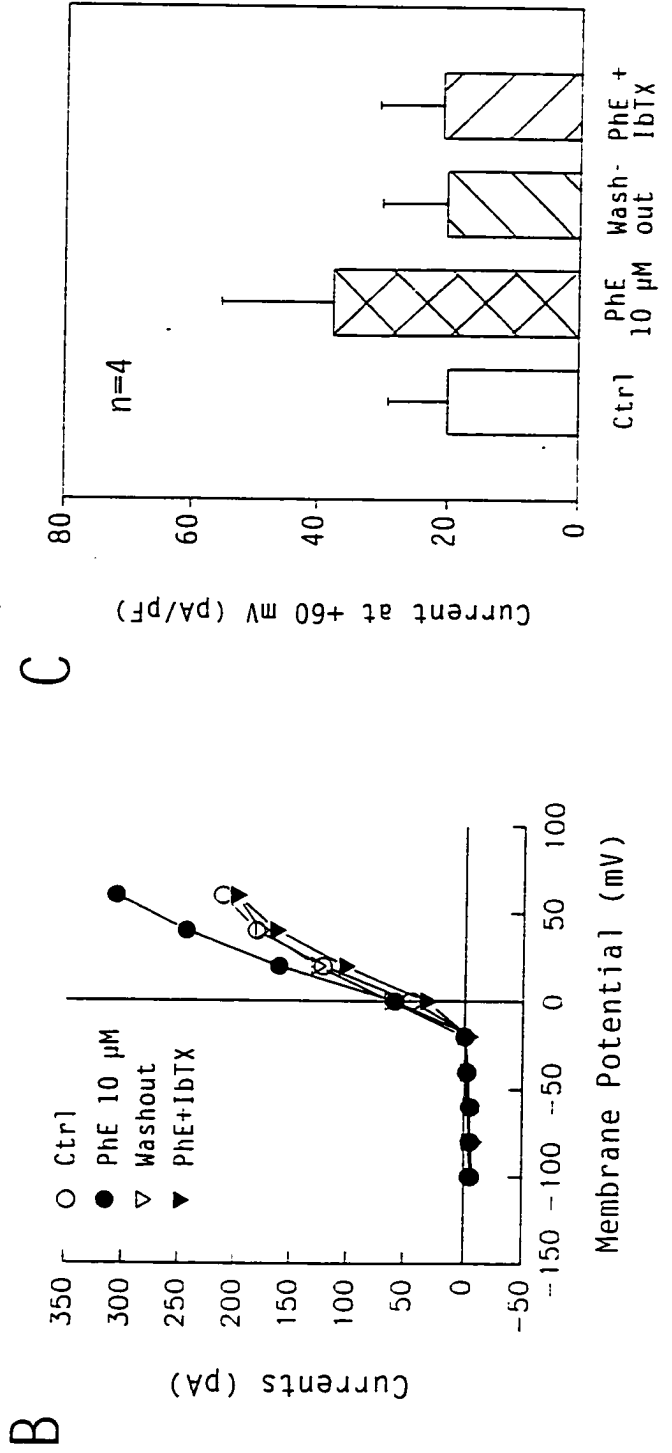 B
Currents (pA)
350
300
250
200
150
100
50
0
-50
○ Ctrl
● PhE 10 µM
▽ Washout
▼ PhE+IbTX
-150 -100 -50 0 50 100
Membrane Potential (mV)
C
Current at +60 mV (pA/pF)
80
60
40
20
0
n=4
Ctrl
PhE
10 µM
Wash-
out
PhE +
IbTX